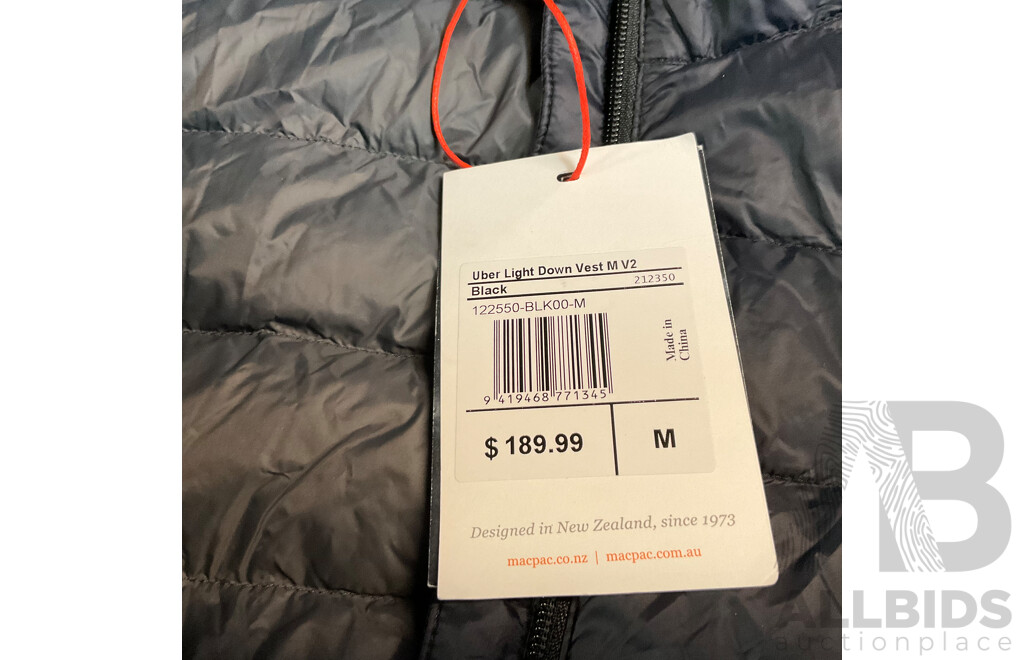 Uber Light Down Vest M V2
Black 212350
122550-BLK00-M
Made in
China
9 419468 771345
$ 189.99 M
Designed in New Zealand, since 1973
macpac.co.nz | macpac.com.au
AB
ALLBIDS
auctionplace